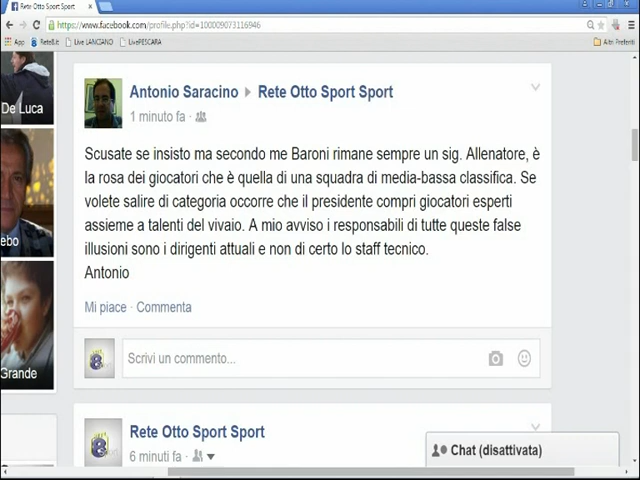 Rete Otto Sport Sport
https://www.facebook.com/profile.php?id=100009073116946
App Facebook Rete8.it Live LANCIANO LivePESCARA Altri Preferiti
De Luca
ebo
Grande
Antonio Saracino Rete Otto Sport Sport
1 minuto fa ·
Scusate se insisto ma secondo me Baroni rimane sempre un sig. Allenatore, è
la rosa dei giocatori che è quella di una squadra di media-bassa classifica. Se
volete salire di categoria occorre che il presidente compri giocatori esperti
assieme a talenti del vivaio. A mio avviso i responsabili di tutte queste false
illusioni sono i dirigenti attuali e non di certo lo staff tecnico.
Antonio
Mi piace · Commenta
Scrivi un commento...
Rete Otto Sport Sport
6 minuti fa ·
Chat (disattivata)